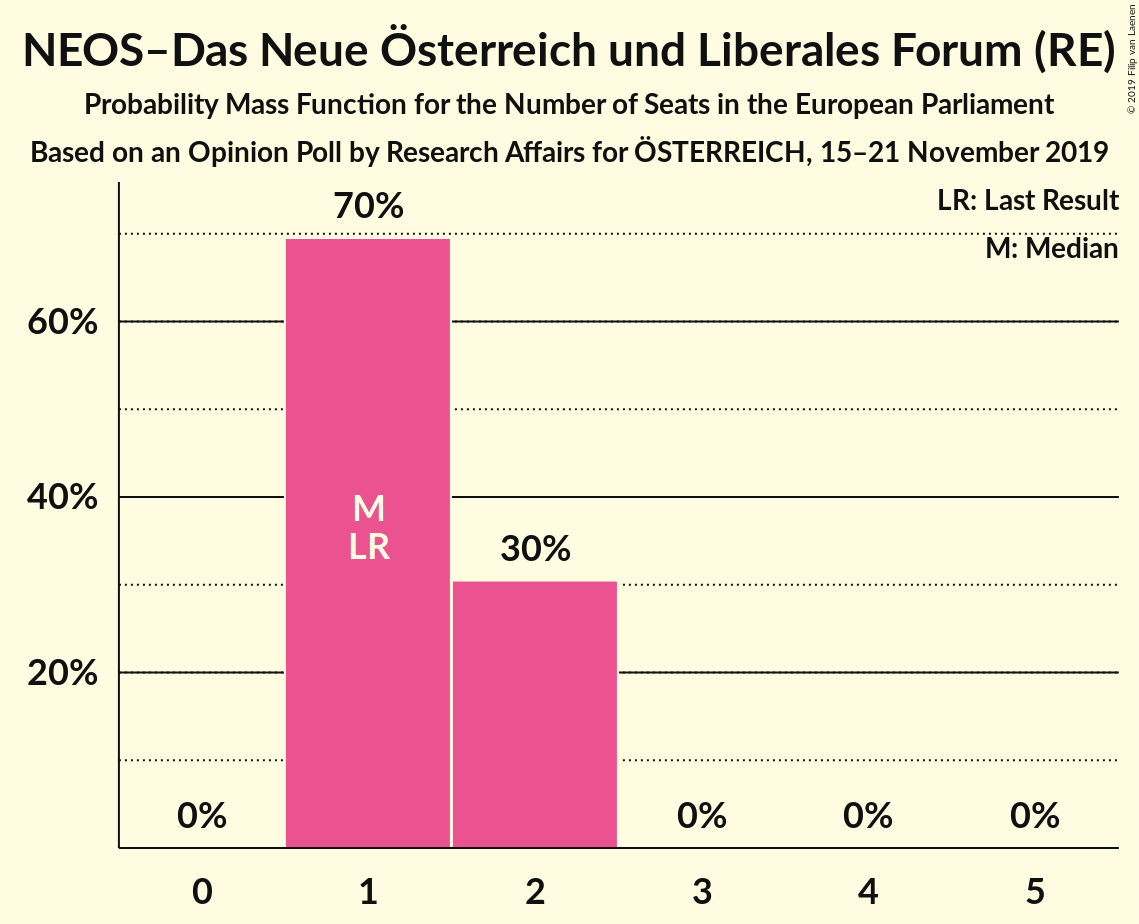 NEOS–Das Neue Österreich und Liberales Forum (RE)
Probability Mass Function for the Number of Seats in the European Parliament
Based on an Opinion Poll by Research Affairs for ÖSTERREICH, 15–21 November 2019
© 2019 Filip van Laenen
LR: Last Result
M: Median
70%
60%
40%
M
LR
30%
20%
0%
0%
0%
0%
0
1
2
3
4
5